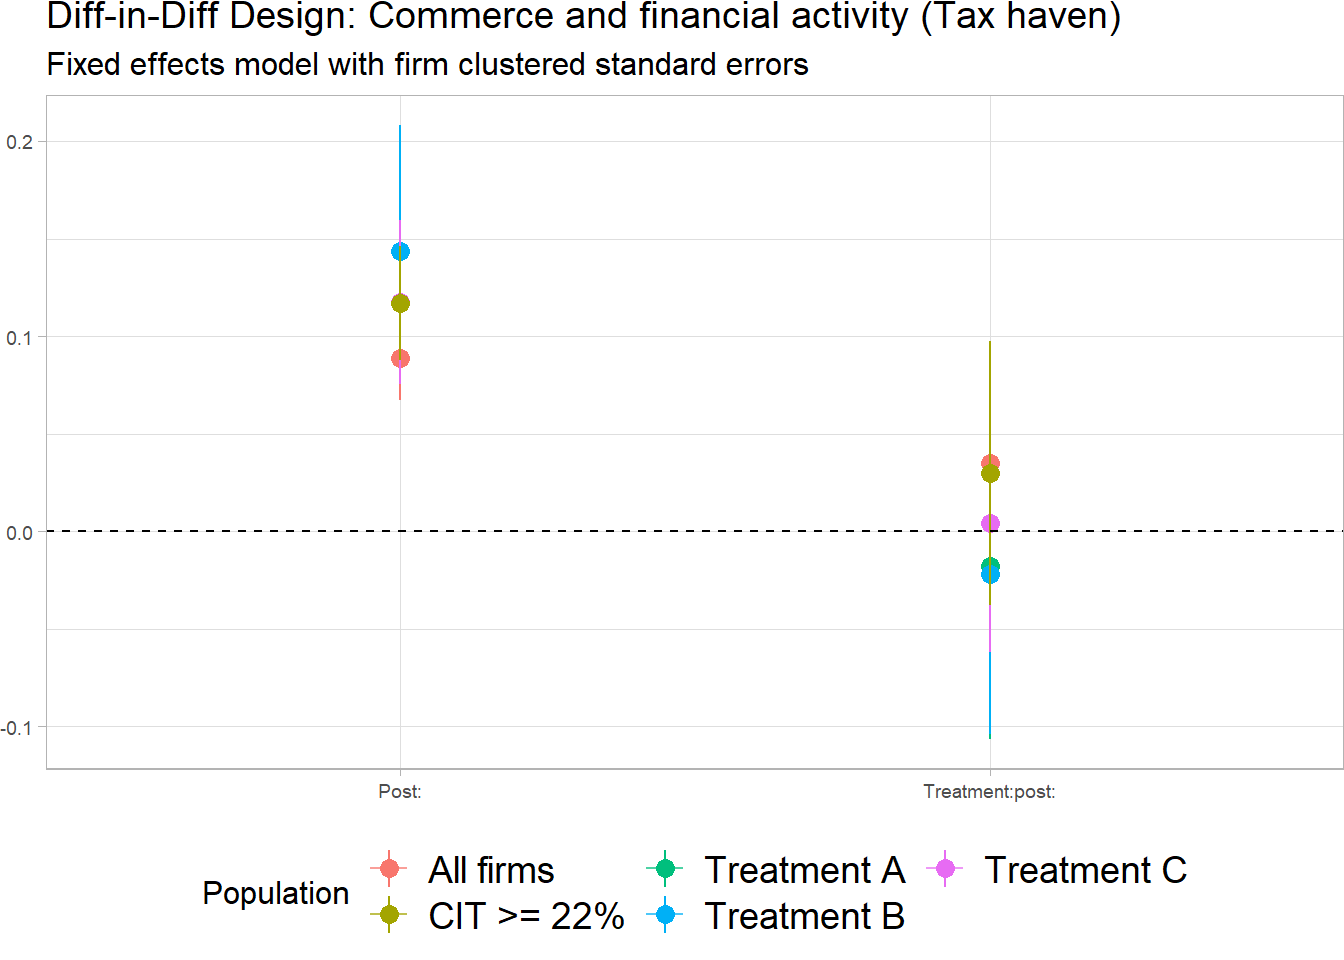 Diff-in-Diff Design: Commerce and financial activity (Tax haven)
Fixed effects model with firm clustered standard errors
0.2
0.1
0.0
-0.1
Post:
Treatment:post:
Population
All firms
Treatment A
Treatment C
CIT >= 22%
Treatment B